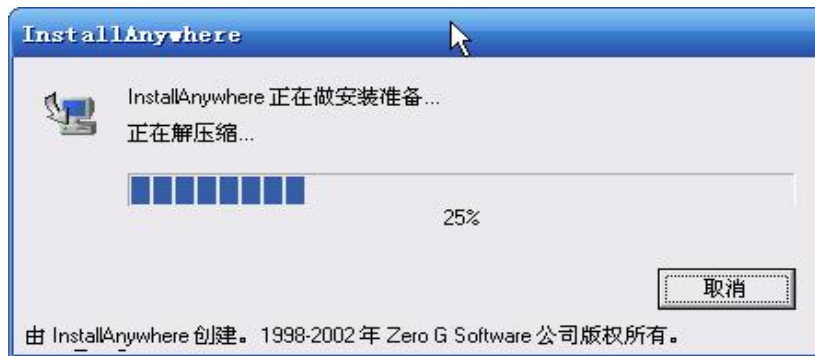 InstallAnywhere
InstallAnywhere 正在做安装准备...
正在解压缩...
25%
取消
由 InstallAnywhere 创建。1998-2002 年 Zero G Software 公司版权所有。